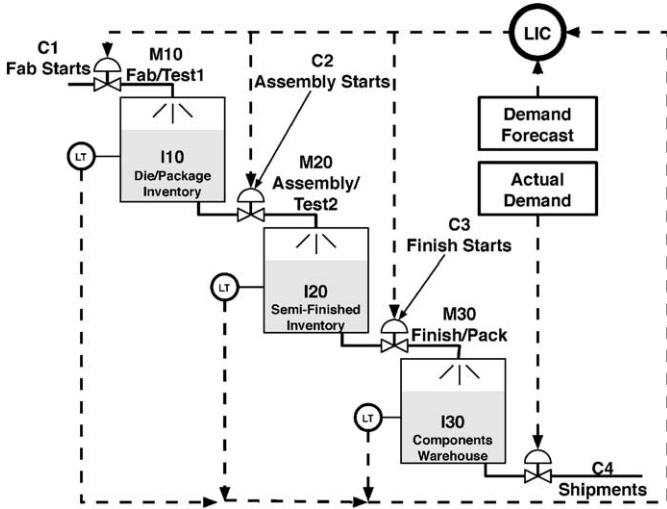 LIC
C1
Fab Starts
M10
Fab/Test1
C2
Assembly Starts
Demand
Forecast
LT
I10
Die/Package
Inventory
M20
Assembly/
Test2
Actual
Demand
C3
Finish Starts
LT
I20
Semi-Finished
Inventory
M30
Finish/Pack
LT
I30
Components
Warehouse
C4
Shipments